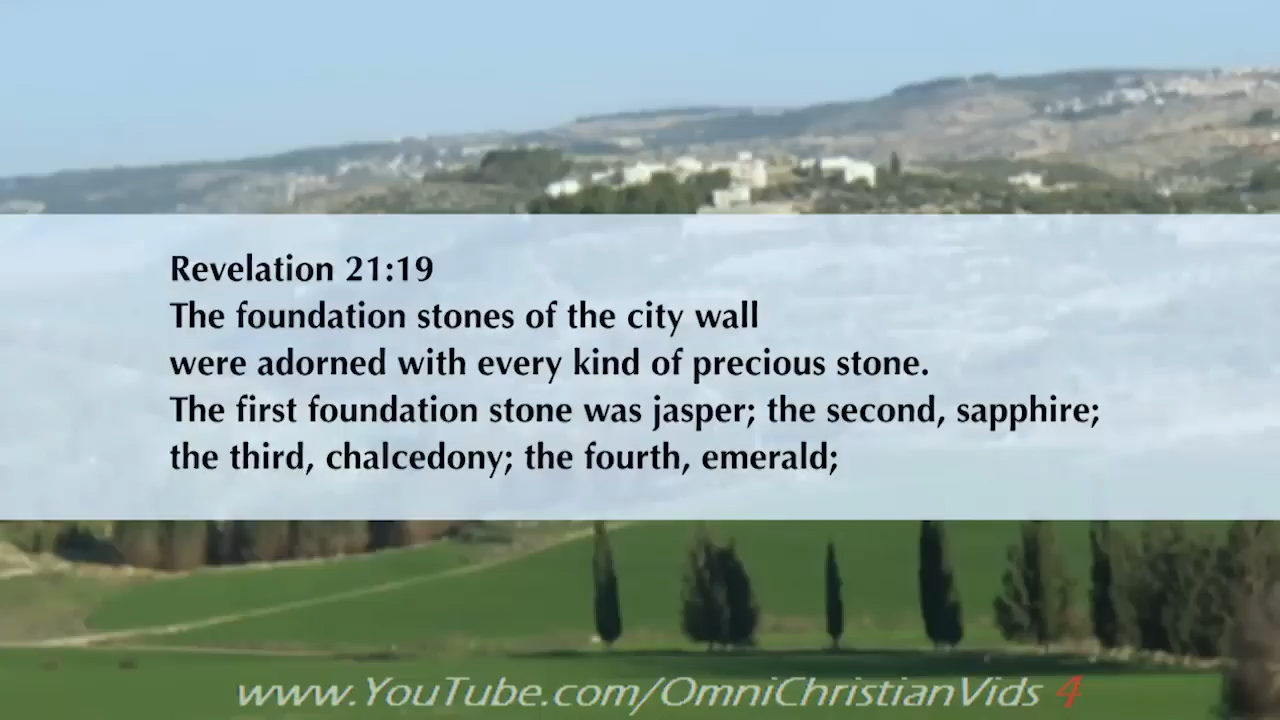 Revelation 21:19
The foundation stones of the city wall
were adorned with every kind of precious stone.
The first foundation stone was jasper; the second, sapphire;
the third, chalcedony; the fourth, emerald;
www.YouTube.com/OmniChristianVids 4